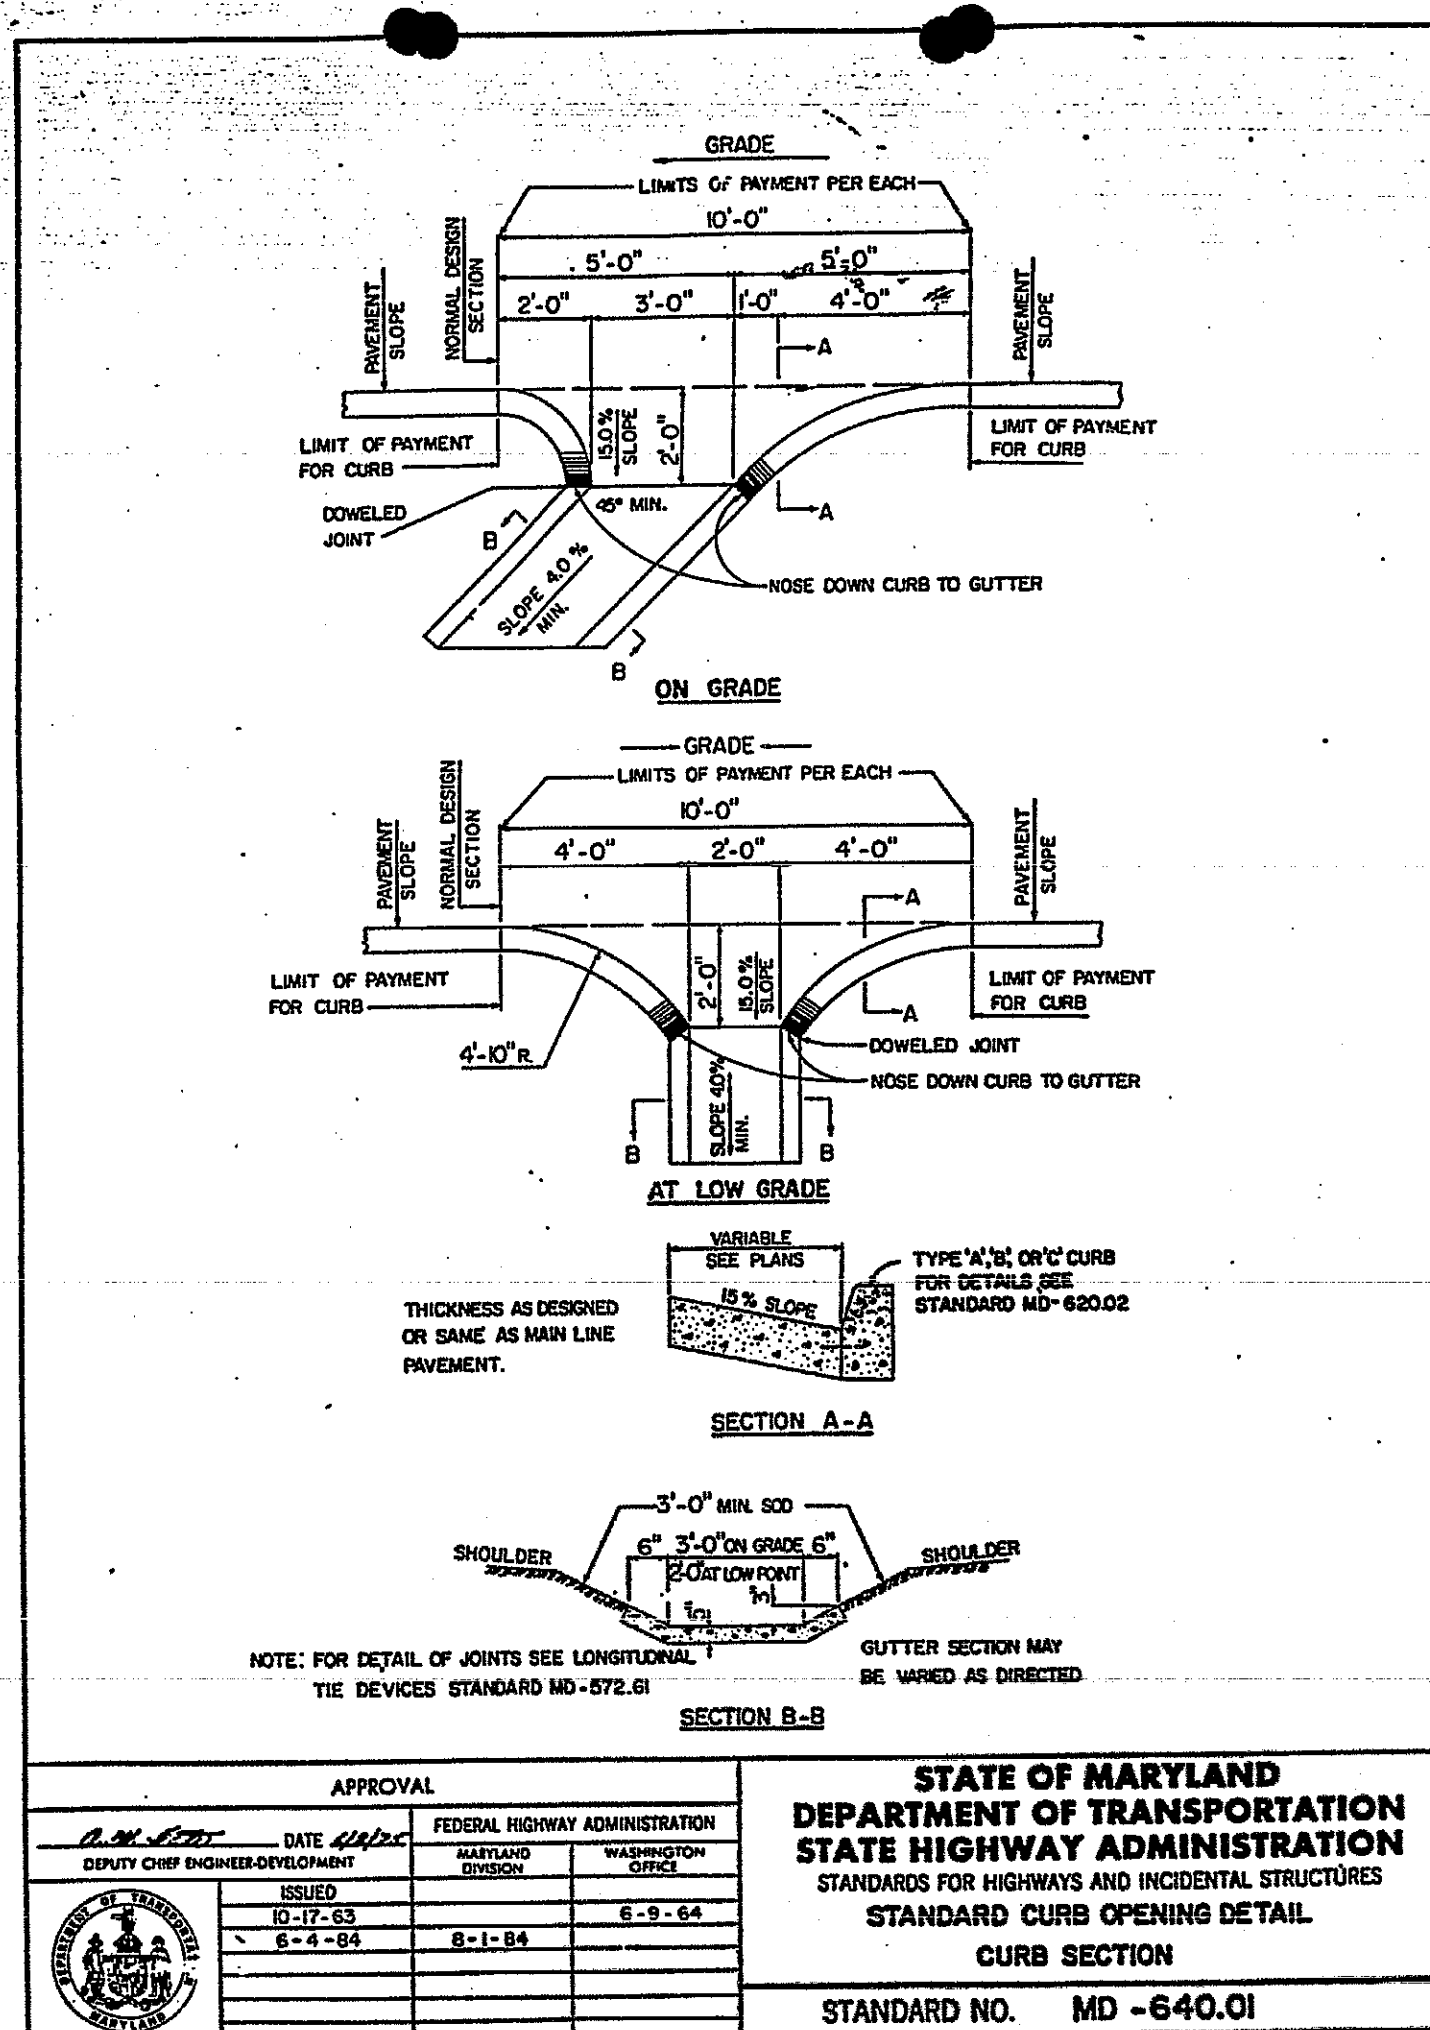 GRADE
LIMITS OF PAYMENT PER EACH
10'-0"
5'-0" 5'-0"
2'-0" 3'-0" 1'-0" 4'-0"
PAVEMENT
SLOPE
NORMAL DESIGN
SECTION
PAVEMENT
SLOPE
A
15.0%
SLOPE
2'-0"
LIMIT OF PAYMENT
FOR CURB
LIMIT OF PAYMENT
FOR CURB
DOWELED
JOINT
45° MIN.
A
B
SLOPE 4.0%
MIN.
NOSE DOWN CURB TO GUTTER
B
ON GRADE
GRADE
LIMITS OF PAYMENT PER EACH
10'-0"
4'-0" 2'-0" 4'-0"
PAVEMENT
SLOPE
NORMAL DESIGN
SECTION
PAVEMENT
SLOPE
A
2'-0"
15.0%
SLOPE
LIMIT OF PAYMENT
FOR CURB
LIMIT OF PAYMENT
FOR CURB
A
4'-10" R.
DOWELED JOINT
NOSE DOWN CURB TO GUTTER
SLOPE 4.0%
MIN.
B B
AT LOW GRADE
VARIABLE
SEE PLANS
15% SLOPE
TYPE 'A','B', OR 'C' CURB
FOR DETAILS SEE
STANDARD MD-620.02
THICKNESS AS DESIGNED
OR SAME AS MAIN LINE
PAVEMENT.
SECTION A-A
3'-0" MIN. SOD
6" 3'-0" ON GRADE 6"
2'-0" AT LOW POINT
SHOULDER SHOULDER
3"
5"
NOTE: FOR DETAIL OF JOINTS SEE LONGITUDINAL
TIE DEVICES STANDARD MD-572.61
GUTTER SECTION MAY
BE VARIED AS DIRECTED
SECTION B-B
APPROVAL
DATE
DEPUTY CHIEF ENGINEER-DEVELOPMENT
FEDERAL HIGHWAY ADMINISTRATION
MARYLAND
DIVISION
WASHINGTON
OFFICE
ISSUED
10-17-63 6-9-64
6-4-84 8-1-84
DEPARTMENT OF TRANSPORTATION
MARYLAND
STATE OF MARYLAND
DEPARTMENT OF TRANSPORTATION
STATE HIGHWAY ADMINISTRATION
STANDARDS FOR HIGHWAYS AND INCIDENTAL STRUCTURES
STANDARD CURB OPENING DETAIL
CURB SECTION
STANDARD NO. MD-640.01